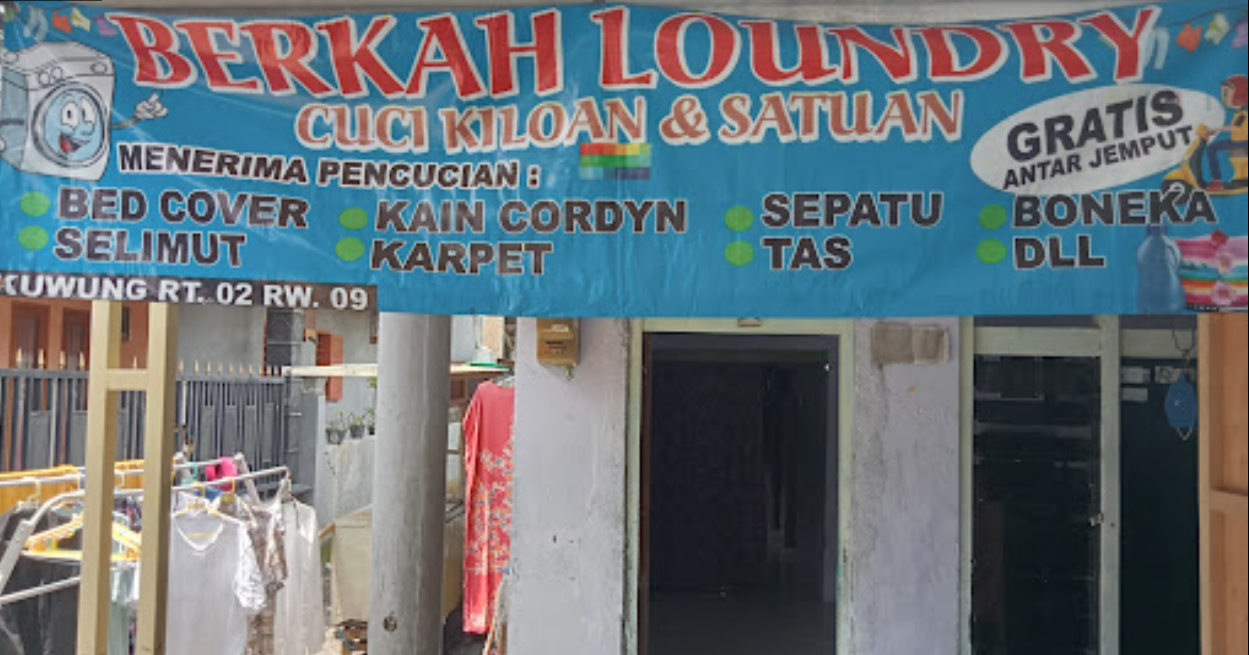 BERKAH LOUNDRY
CUCI KILOAN & SATUAN
GRATIS
ANTAR JEMPUT
MENERIMA PENCUCIAN :
BED COVER
SELIMUT
KAIN CORDYN
KARPET
SEPATU
TAS
BONEKA
DLL
KUWUNG RT. 02 RW. 09